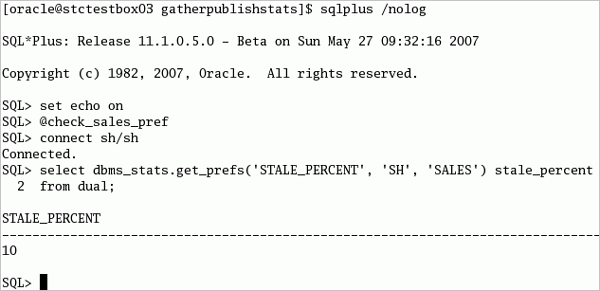 [oracle@stctestbox03 gatherpublishstats]$ sqlplus /nolog
SQL*Plus: Release 11.1.0.5.0 - Beta on Sun May 27 09:32:16 2007
Copyright (c) 1982, 2007, Oracle.  All rights reserved.
SQL> set echo on
SQL> @check_sales_pref
SQL> connect sh/sh
Connected.
SQL> select dbms_stats.get_prefs('STALE_PERCENT', 'SH', 'SALES') stale_percent
  2  from dual;
STALE_PERCENT
--------------------------------------------------------------------------------
10
SQL>